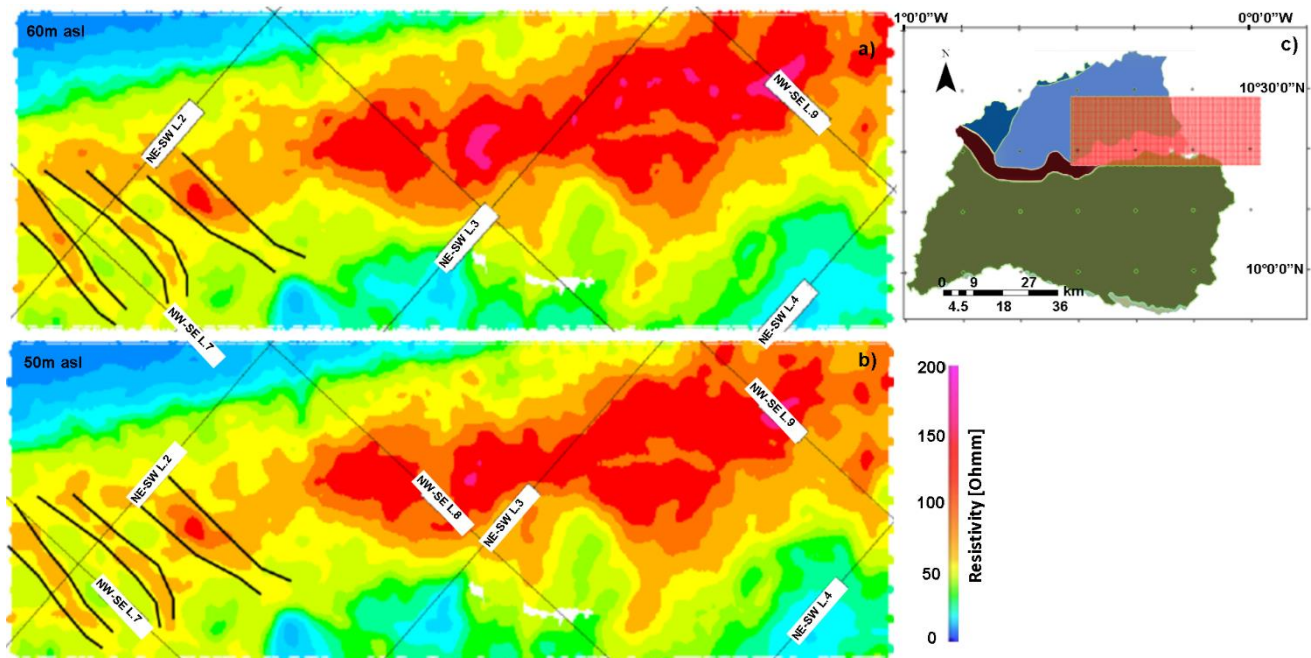 60m asl
a)
NE-SW L.2
NW-SE L.9
NE-SW L.3
NW-SE L.7
NE-SW L.4
50m asl
b)
NE-SW L.2
NW-SE L.9
NW-SE L.8
NE-SW L.3
NW-SE L.7
NE-SW L.4
1°0'0"W
0°0'0"W
c)
N
10°30'0"N
10°0'0"N
0 9 27 km
4.5 18 36
200
150
100
50
0
Resistivity [Ohmm]